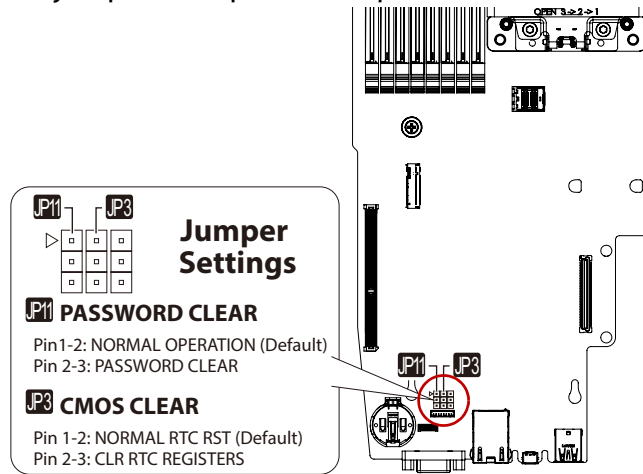 OPEN 3->2->1
JP11 JP3
Jumper
Settings
JP11 PASSWORD CLEAR
Pin1-2: NORMAL OPERATION (Default)
Pin 2-3: PASSWORD CLEAR
JP3 CMOS CLEAR
Pin 1-2: NORMAL RTC RST (Default)
Pin 2-3: CLR RTC REGISTERS
JP11 JP3